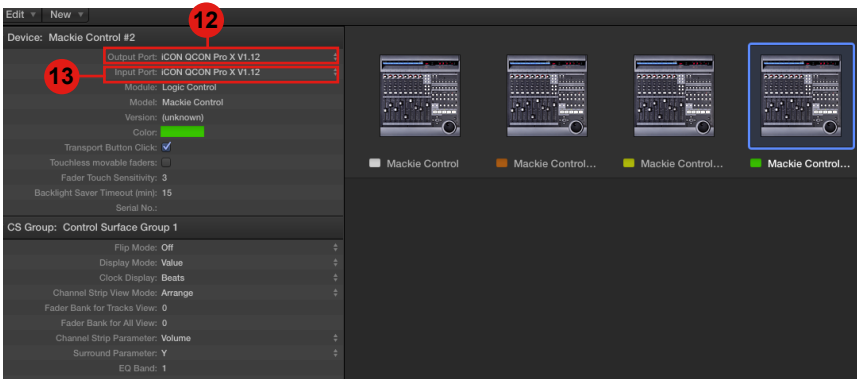 Edit New
12
Device: Mackie Control #2
Output Port: iCON QCON Pro X V1.12
13
Input Port: iCON QCON Pro X V1.12
Module: Logic Control
Model: Mackie Control
Version: (unknown)
Color:
Transport Button Click:
Touchless movable faders:
Fader Touch Sensitivity: 3
Backlight Saver Timeout (min): 15
Serial No.:
CS Group: Control Surface Group 1
Flip Mode: Off
Display Mode: Value
Clock Display: Beats
Channel Strip View Mode: Arrange
Fader Bank for Tracks View: 0
Fader Bank for All View: 0
Channel Strip Parameter: Volume
Surround Parameter: Y
EQ Band: 1
Mackie Control
Mackie Control...
Mackie Control...
Mackie Control...